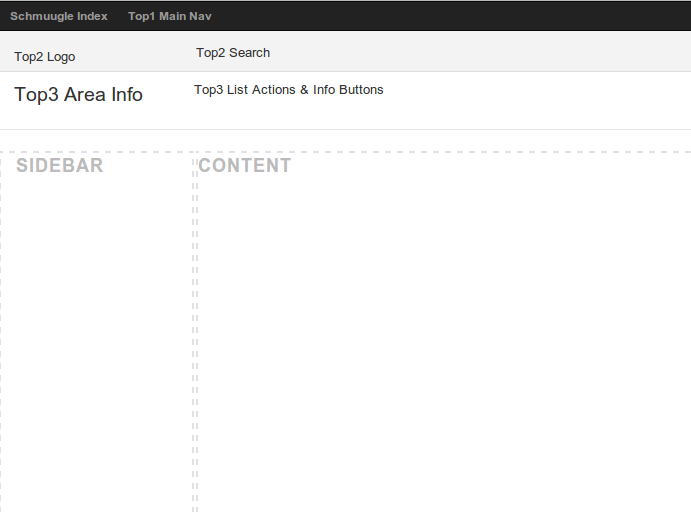 Schmuugle Index Top1 Main Nav
Top2 Logo Top2 Search
Top3 Area Info Top3 List Actions & Info Buttons
SIDEBAR CONTENT